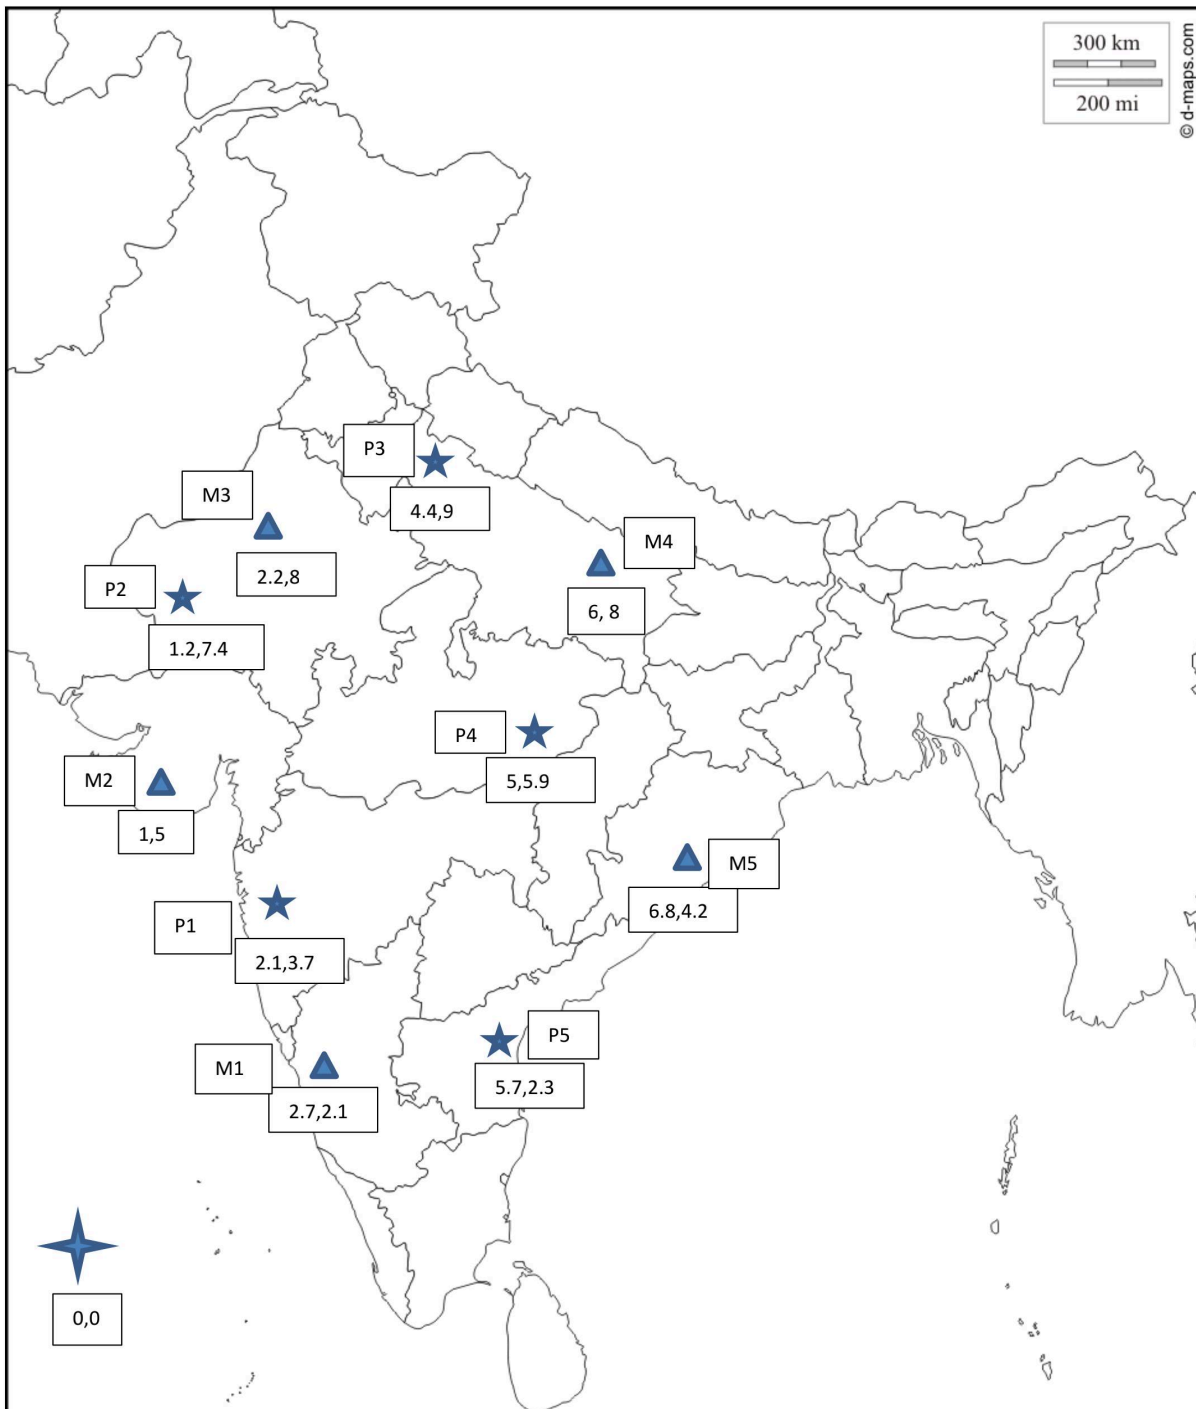 300 km
200 mi
© d-maps.com
P3
4.4,9
M3
2.2,8
M4
6, 8
P2
1.2,7.4
P4
5,5.9
M2
1,5
M5
6.8,4.2
P1
2.1,3.7
P5
5.7,2.3
M1
2.7,2.1
0,0